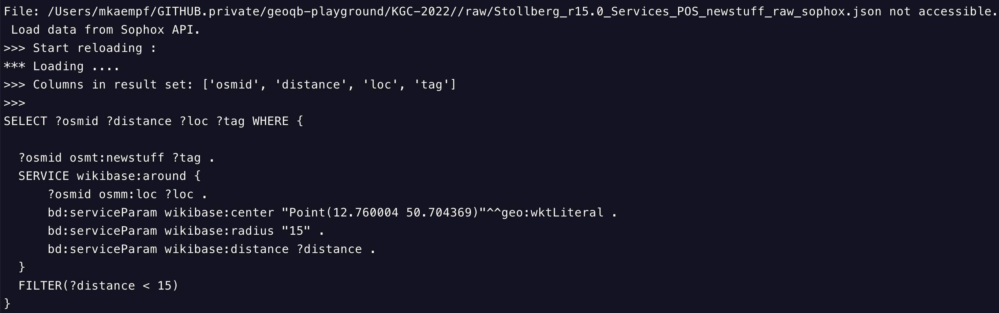 File: /Users/mkaempf/GITHUB.private/geoqb-playground/KGC-2022//raw/Stollberg_r15.0_Services_POS_newstuff_raw_sophox.json not accessible.
 Load data from Sophox API.
>>> Start reloading :
*** Loading ....
>>> Columns in result set: ['osmid', 'distance', 'loc', 'tag']
>>>
SELECT ?osmid ?distance ?loc ?tag WHERE {

  ?osmid osmt:newstuff ?tag .
  SERVICE wikibase:around {
      ?osmid osmm:loc ?loc .
      bd:serviceParam wikibase:center "Point(12.760004 50.704369)"^^geo:wktLiteral .
      bd:serviceParam wikibase:radius "15" .
      bd:serviceParam wikibase:distance ?distance .
  }
  FILTER(?distance < 15)
}